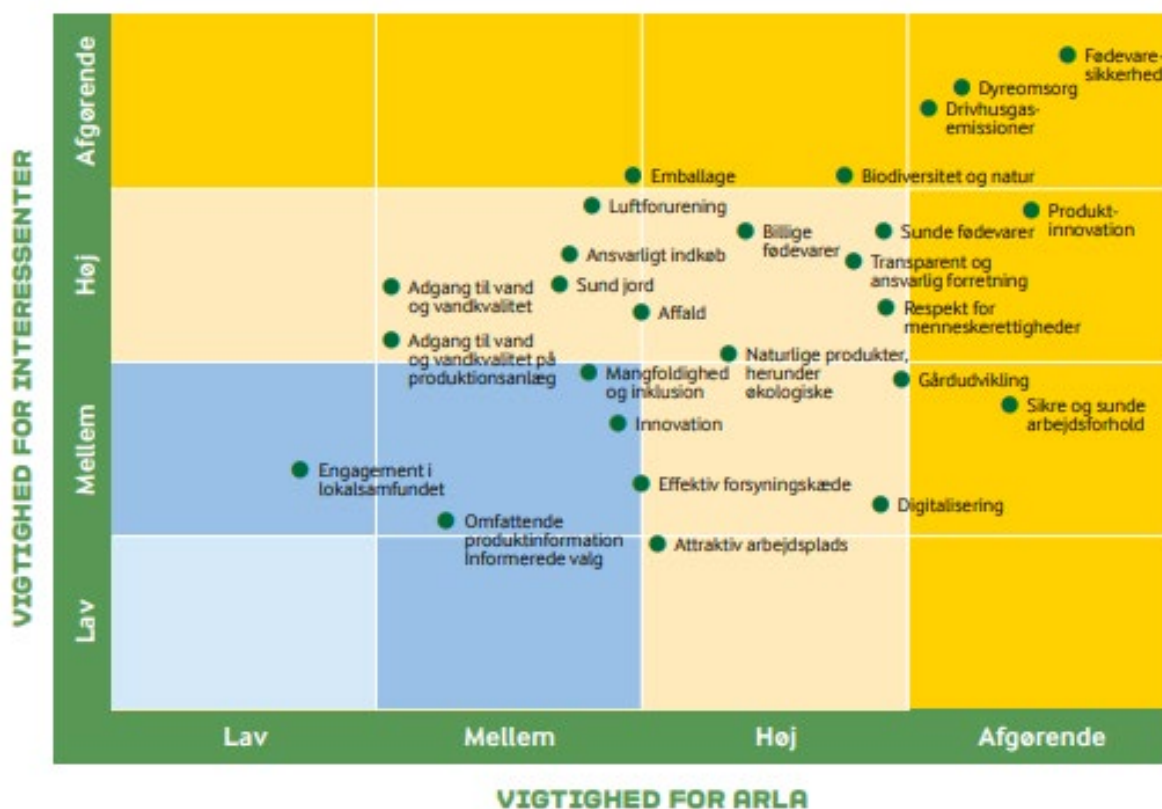 VIGTIGHED FOR INTERESSENTER
Afgørende
Høj
Mellem
Lav
Fødevare-
sikkerhed
Dyreomsorg
Drivhusgas-
emissioner
Emballage
Biodiversitet og natur
Luftforurening
Produkt-
innovation
Billige
fødevarer
Sunde fødevarer
Ansvarligt indkøb
Transparent og
ansvarlig forretning
Adgang til vand
og vandkvalitet
Sund jord
Affald
Respekt for
menneskerettigheder
Adgang til vand
og vandkvalitet på
produktionsanlæg
Naturlige produkter,
herunder
økologiske
Mangfoldighed
og inklusion
Gårdudvikling
Sikre og sunde
arbejdsforhold
Innovation
Engagement i
lokalsamfundet
Effektiv forsyningskæde
Digitalisering
Omfattende
produktinformation
Informerede valg
Attraktiv arbejdsplads
Lav
Mellem
Høj
Afgørende
VIGTIGHED FOR ARLA